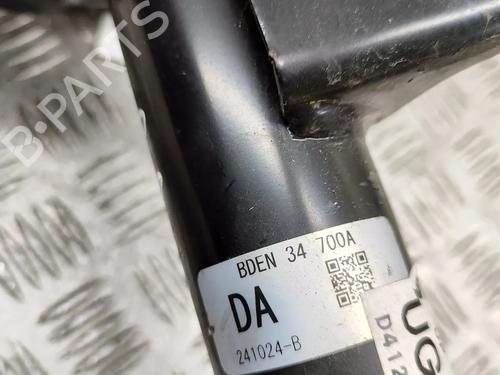 B-PARTS
BDEN 34 700A
DA
241024-B
UG
D412